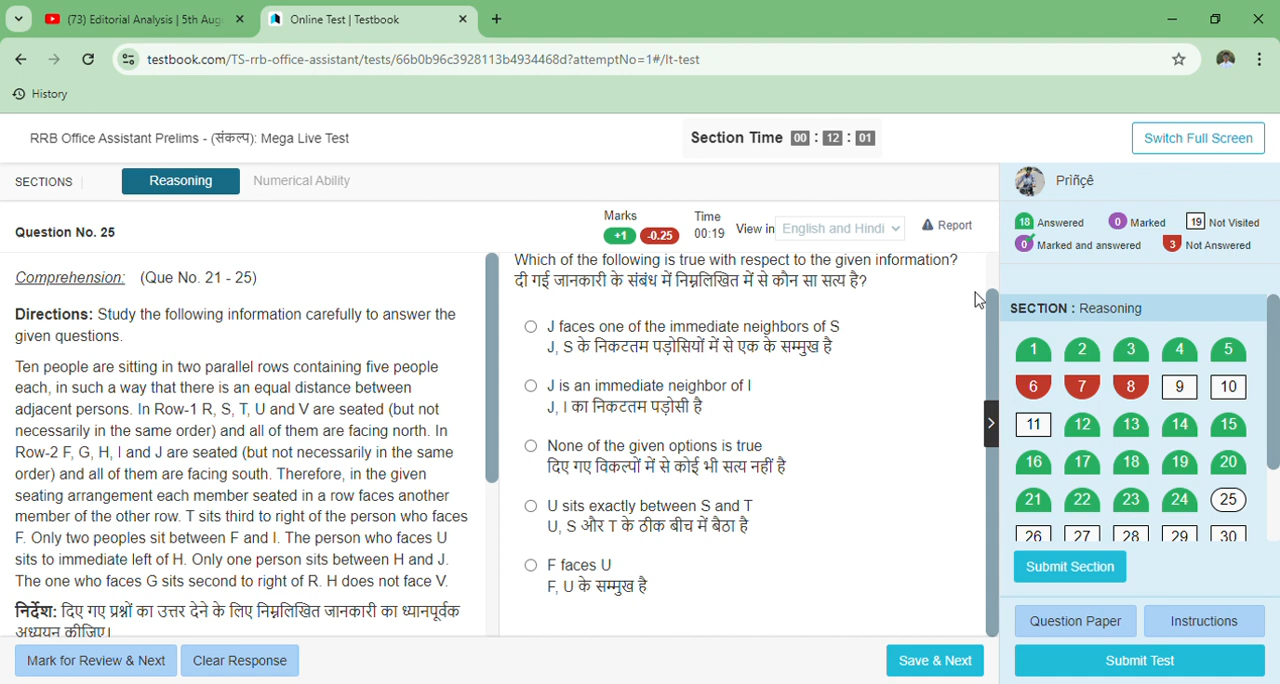 (73) Editorial Analysis | 5th Aug
Online Test | Testbook
testbook.com/TS-rrb-office-assistant/tests/66b0b96c3928113b4934468d?attemptNo=1#/lt-test
History
RRB Office Assistant Prelims - (संकल्प): Mega Live Test
Section Time 00 : 12 : 01
Switch Full Screen
SECTIONS
Reasoning
Numerical Ability
Prïñçê
Question No. 25
Marks
+1 -0.25
Time
00:19
View in English and Hindi
Report
18 Answered
0 Marked
19 Not Visited
0 Marked and answered
3 Not Answered
Comprehension: (Que No. 21 - 25)
Directions: Study the following information carefully to answer the
given questions.
Ten people are sitting in two parallel rows containing five people
each, in such a way that there is an equal distance between
adjacent persons. In Row-1 R, S, T, U and V are seated (but not
necessarily in the same order) and all of them are facing north. In
Row-2 F, G, H, I and J are seated (but not necessarily in the same
order) and all of them are facing south. Therefore, in the given
seating arrangement each member seated in a row faces another
member of the other row. T sits third to right of the person who faces
F. Only two peoples sit between F and I. The person who faces U
sits to immediate left of H. Only one person sits between H and J.
The one who faces G sits second to right of R. H does not face V.
निर्देश: दिए गए प्रश्नों का उत्तर देने के लिए निम्नलिखित जानकारी का ध्यानपूर्वक
अध्ययन कीजिए।
Which of the following is true with respect to the given information?
दी गई जानकारी के संबंध में निम्नलिखित में से कौन सा सत्य है?
J faces one of the immediate neighbors of S
J, S के निकटतम पड़ोसियों में से एक के सम्मुख है
J is an immediate neighbor of I
J, I का निकटतम पड़ोसी है
None of the given options is true
दिए गए विकल्पों में से कोई भी सत्य नहीं है
U sits exactly between S and T
U, S और T के ठीक बीच में बैठा है
F faces U
F, U के सम्मुख है
SECTION : Reasoning
1 2 3 4 5
6 7 8 9 10
11 12 13 14 15
16 17 18 19 20
21 22 23 24 25
26 27 28 29 30
Submit Section
Question Paper
Instructions
Mark for Review & Next
Clear Response
Save & Next
Submit Test